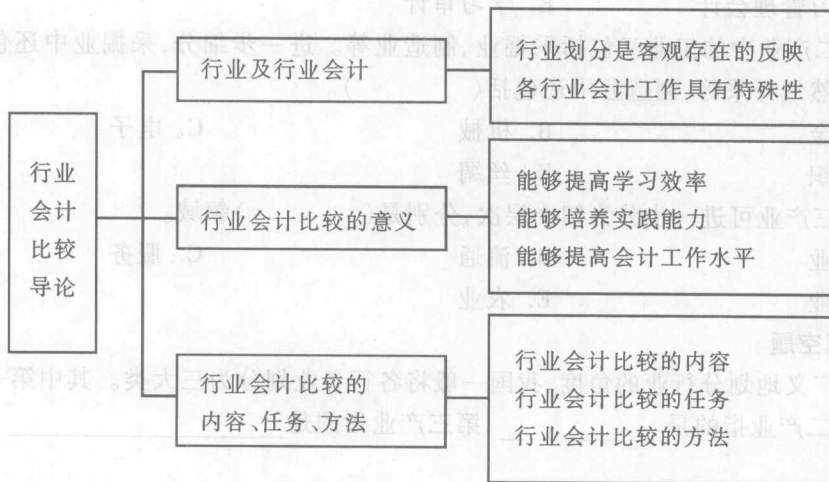 行业
会计
比较
导论
行业及行业会计
行业划分是客观存在的反映
各行业会计工作具有特殊性
行业会计比较的意义
能够提高学习效率
能够培养实践能力
能够提高会计工作水平
行业会计比较的
内容、任务、方法
行业会计比较的内容
行业会计比较的任务
行业会计比较的方法